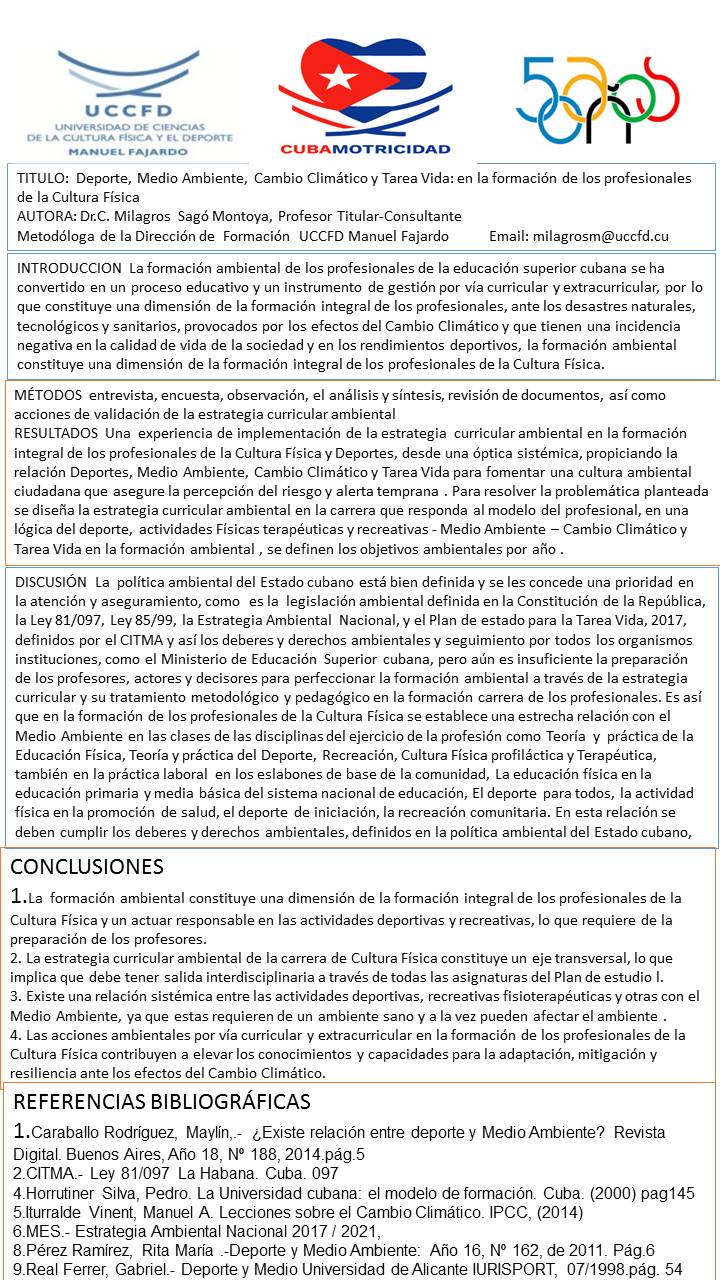 UCCFD
UNIVERSIDAD DE CIENCIAS
DE LA CULTURA FÍSICA Y EL DEPORTE
MANUEL FAJARDO
CUBAMOTRICIDAD
50 años
TITULO: Deporte, Medio Ambiente, Cambio Climático y Tarea Vida: en la formación de los profesionales
de la Cultura Física
AUTORA: Dr.C. Milagros Sagó Montoya, Profesor Titular-Consultante
Metodóloga de la Dirección de Formación UCCFD Manuel Fajardo Email: milagrosm@uccfd.cu
INTRODUCCION La formación ambiental de los profesionales de la educación superior cubana se ha
convertido en un proceso educativo y un instrumento de gestión por vía curricular y extracurricular, por lo
que constituye una dimensión de la formación integral de los profesionales, ante los desastres naturales,
tecnológicos y sanitarios, provocados por los efectos del Cambio Climático y que tienen una incidencia
negativa en la calidad de vida de la sociedad y en los rendimientos deportivos, la formación ambiental
constituye una dimensión de la formación integral de los profesionales de la Cultura Física.
MÉTODOS entrevista, encuesta, observación, el análisis y síntesis, revisión de documentos, así como
acciones de validación de la estrategia curricular ambiental
RESULTADOS Una experiencia de implementación de la estrategia curricular ambiental en la formación
integral de los profesionales de la Cultura Física y Deportes, desde una óptica sistémica, propiciando la
relación Deportes, Medio Ambiente, Cambio Climático y Tarea Vida para fomentar una cultura ambiental
ciudadana que asegure la percepción del riesgo y alerta temprana . Para resolver la problemática planteada
se diseña la estrategia curricular ambiental en la carrera que responda al modelo del profesional, en una
lógica del deporte, actividades Físicas terapéuticas y recreativas - Medio Ambiente – Cambio Climático y
Tarea Vida en la formación ambiental , se definen los objetivos ambientales por año .
DISCUSIÓN La política ambiental del Estado cubano está bien definida y se les concede una prioridad en
la atención y aseguramiento, como es la legislación ambiental definida en la Constitución de la República,
la Ley 81/097, Ley 85/99, la Estrategia Ambiental Nacional, y el Plan de estado para la Tarea Vida, 2017,
definidos por el CITMA y así los deberes y derechos ambientales y seguimiento por todos los organismos
instituciones, como el Ministerio de Educación Superior cubana, pero aún es insuficiente la preparación
de los profesores, actores y decisores para perfeccionar la formación ambiental a través de la estrategia
curricular y su tratamiento metodológico y pedagógico en la formación carrera de los profesionales. Es así
que en la formación de los profesionales de la Cultura Física se establece una estrecha relación con el
Medio Ambiente en las clases de las disciplinas del ejercicio de la profesión como Teoría y práctica de la
Educación Física, Teoría y práctica del Deporte, Recreación, Cultura Física profiláctica y Terapéutica,
también en la práctica laboral en los eslabones de base de la comunidad, La educación física en la
educación primaria y media básica del sistema nacional de educación, El deporte para todos, la actividad
física en la promoción de salud, el deporte de iniciación, la recreación comunitaria. En esta relación se
deben cumplir los deberes y derechos ambientales, definidos en la política ambiental del Estado cubano,
CONCLUSIONES
1.La formación ambiental constituye una dimensión de la formación integral de los profesionales de la
Cultura Física y un actuar responsable en las actividades deportivas y recreativas, lo que requiere de la
preparación de los profesores.
2. La estrategia curricular ambiental de la carrera de Cultura Física constituye un eje transversal, lo que
implica que debe tener salida interdisciplinaria a través de todas las asignaturas del Plan de estudio l.
3. Existe una relación sistémica entre las actividades deportivas, recreativas fisioterapéuticas y otras con el
Medio Ambiente, ya que estas requieren de un ambiente sano y a la vez pueden afectar el ambiente .
4. Las acciones ambientales por vía curricular y extracurricular en la formación de los profesionales de la
Cultura Física contribuyen a elevar los conocimientos y capacidades para la adaptación, mitigación y
resiliencia ante los efectos del Cambio Climático.
REFERENCIAS BIBLIOGRÁFICAS
1.Caraballo Rodríguez, Maylín,.- ¿Existe relación entre deporte y Medio Ambiente? Revista
Digital. Buenos Aires, Año 18, Nº 188, 2014.pág.5
2.CITMA.- Ley 81/097 La Habana. Cuba. 097
4.Horrutiner Silva, Pedro. La Universidad cubana: el modelo de formación. Cuba. (2000) pag145
5.Iturralde Vinent, Manuel A. Lecciones sobre el Cambio Climático. IPCC, (2014)
6.MES.- Estrategia Ambiental Nacional 2017 / 2021,
8.Pérez Ramírez, Rita María .-Deporte y Medio Ambiente: Año 16, Nº 162, de 2011. Pág.6
9.Real Ferrer, Gabriel.- Deporte y Medio Universidad de Alicante IURISPORT, 07/1998.pág. 54